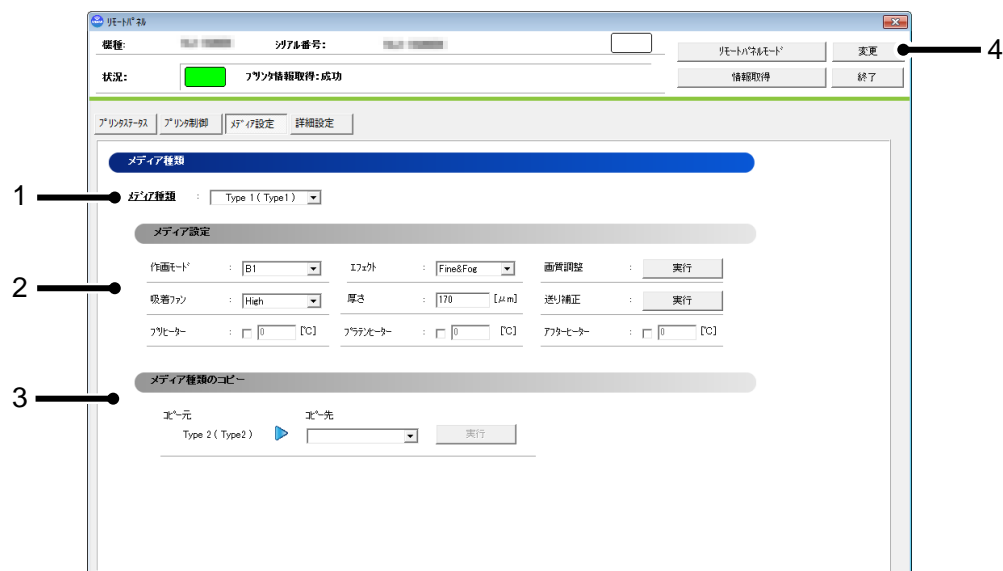 リモートパネル
機種: シリアル番号:
リモートパネルモード 変更 4
状況: プリンタ情報取得:成功 情報取得 終了
プリンタステータス プリンタ制御 メディア設定 詳細設定
メディア種類
1 メディア種類 : Type 1 ( Type1 )
メディア設定
作画モード : B1 エフェクト : Fine&Fog 画質調整 : 実行
2
吸着ファン : High 厚さ : 170 [μm] 送り補正 : 実行
プリヒーター : 0 [℃] プラテンヒーター : 0 [℃] アフターヒーター : 0 [℃]
メディア種類のコピー
3
コピー元 コピー先
Type 2 ( Type2 ) 実行